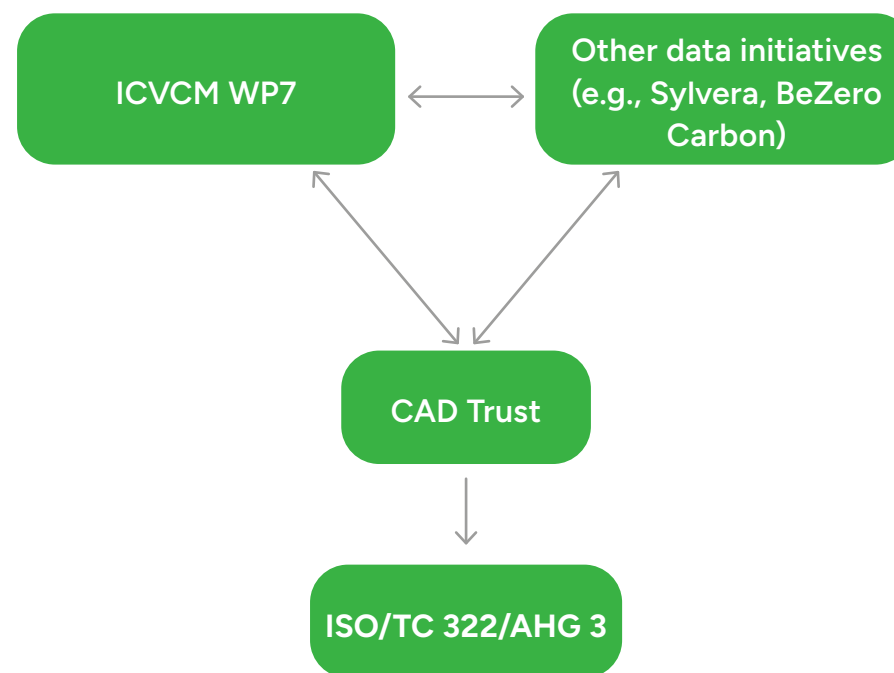 ICVCM WP7
Other data initiatives
(e.g., Sylvera, BeZero
Carbon)
CAD Trust
ISO/TC 322/AHG 3